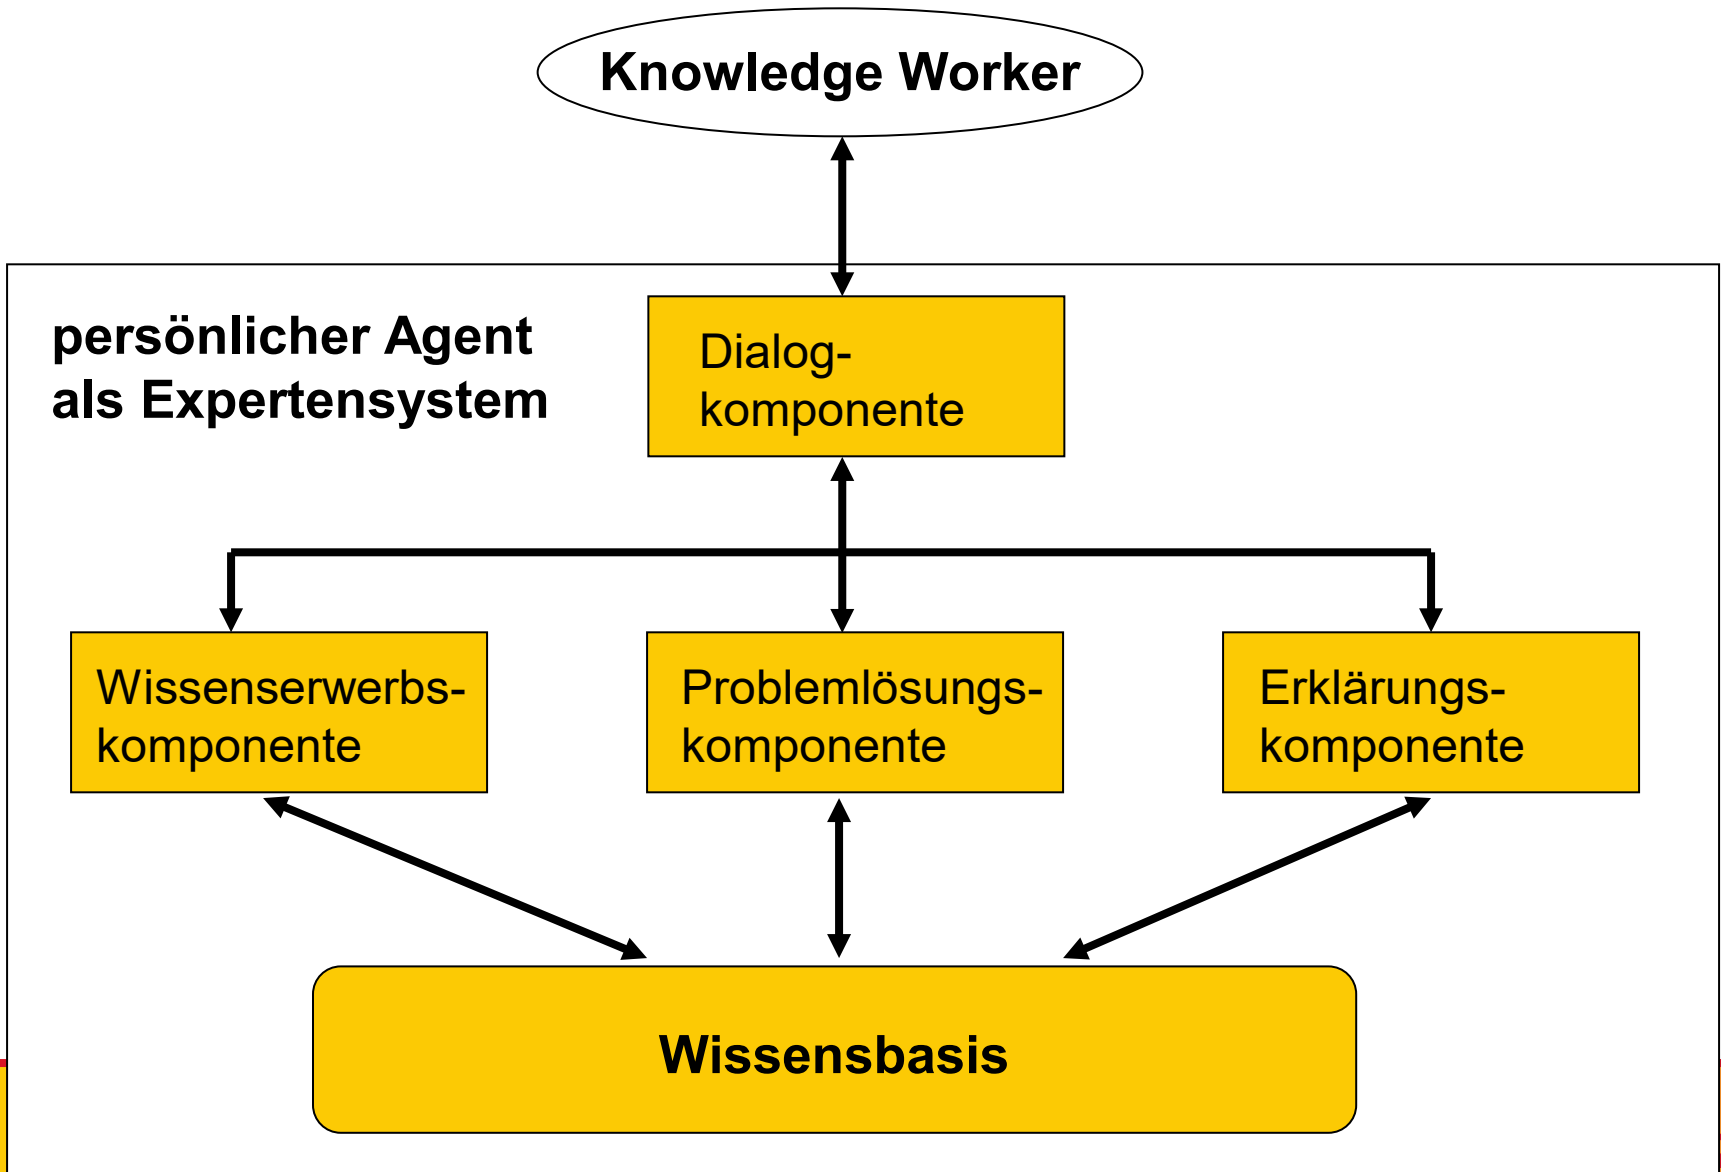 Knowledge Worker
persönlicher Agent
als Expertensystem
Dialog-
komponente
Wissenserwerbs-
komponente
Problemlösungs-
komponente
Erklärungs-
komponente
Wissensbasis